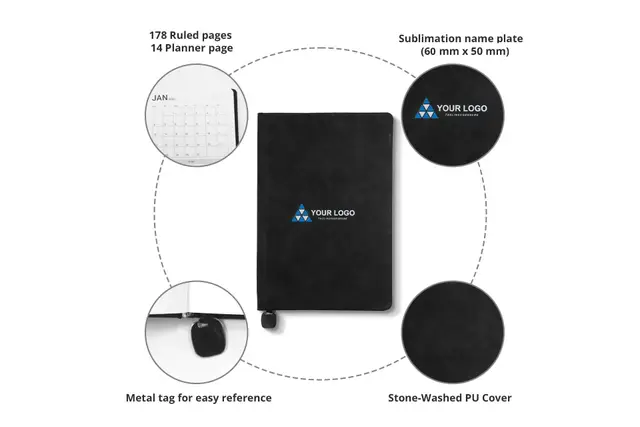 178 Ruled pages
14 Planner page
Sublimation name plate
(60 mm x 50 mm)
JAN
YOUR LOGO
YOUR LOGO
Metal tag for easy reference
Stone-Washed PU Cover